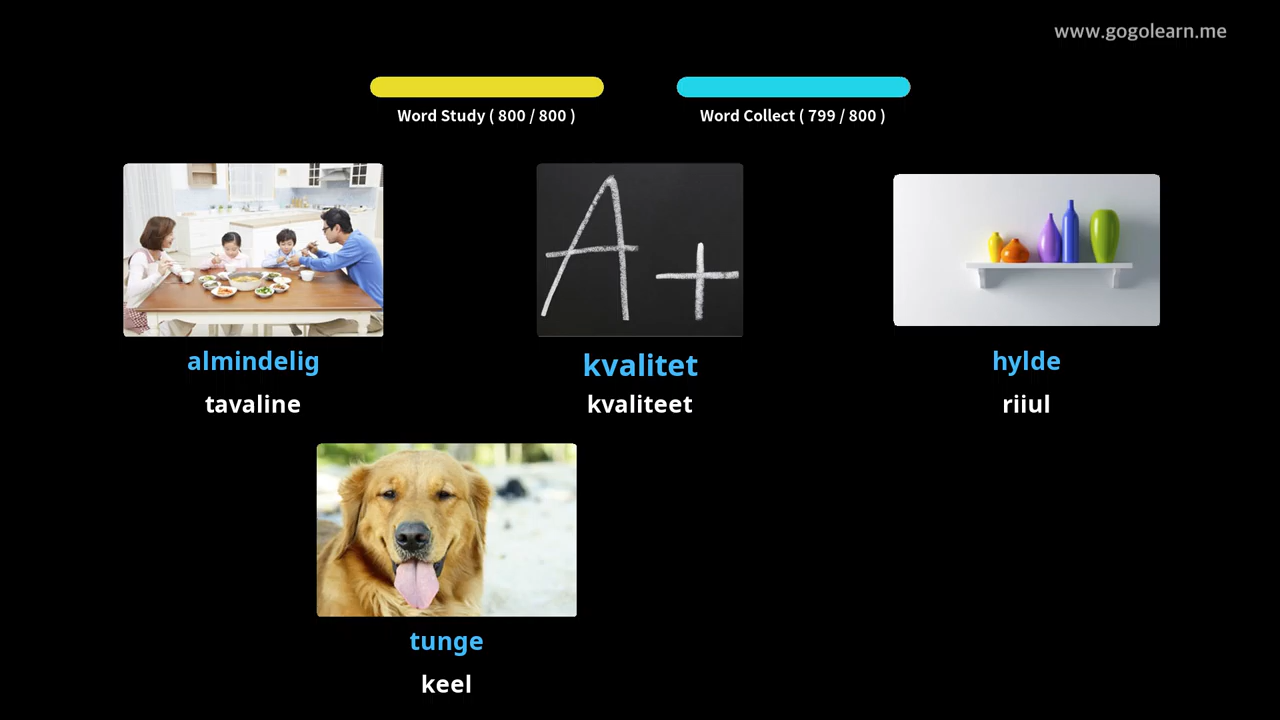 www.gogolearn.me
Word Study ( 800 / 800 )
Word Collect ( 799 / 800 )
A+
almindelig
tavaline
kvalitet
kvaliteet
hylde
riiul
tunge
keel